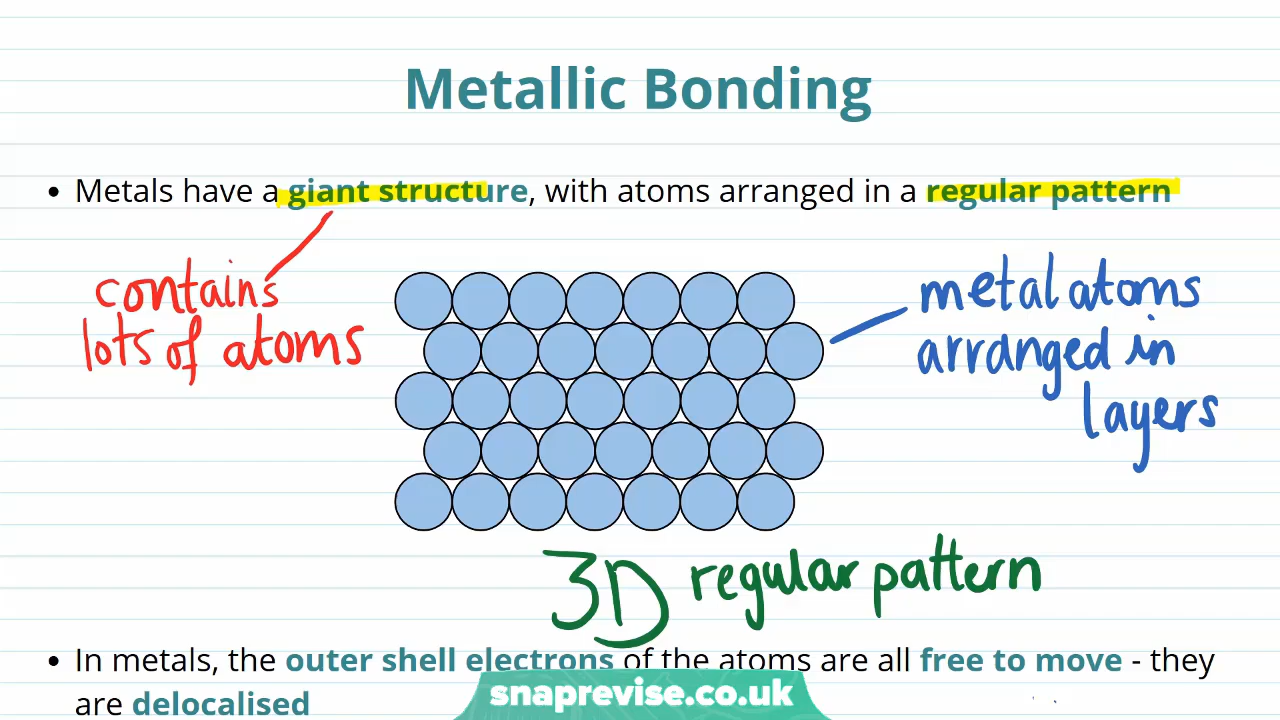 Metallic Bonding
• Metals have a giant structure, with atoms arranged in a regular pattern
contains
lots of atoms
metal atoms
arranged in
layers
3D regular pattern
• In metals, the outer shell electrons of the atoms are all free to move - they
are delocalised
snaprevise.co.uk